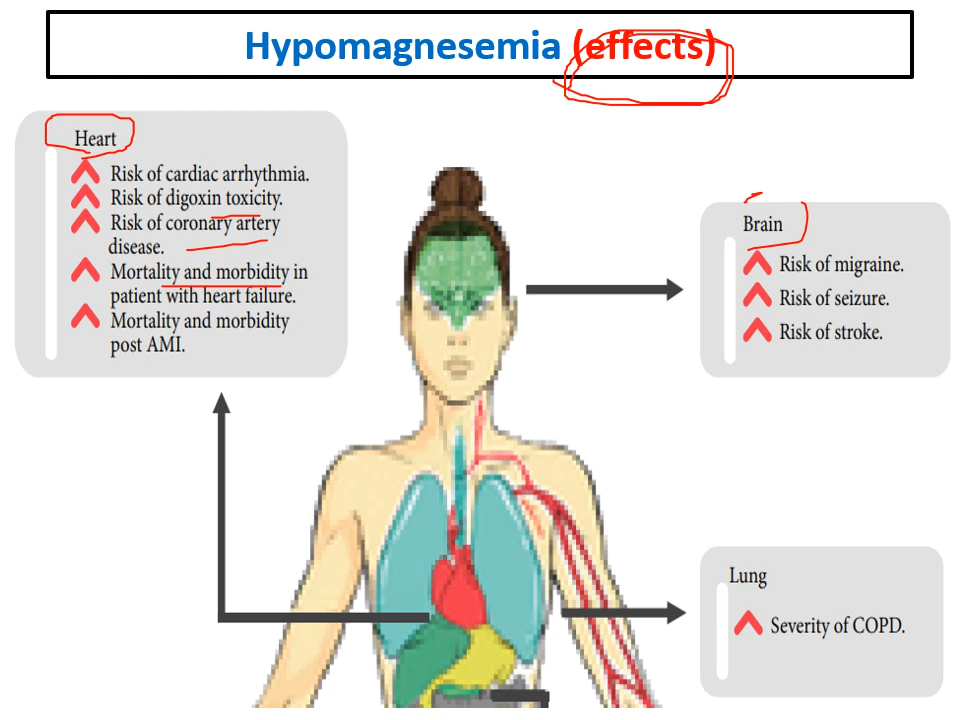 Hypomagnesemia (effects)
Heart
Risk of cardiac arrhythmia.
Risk of digoxin toxicity.
Risk of coronary artery
disease.
Mortality and morbidity in
patient with heart failure.
Mortality and morbidity
post AMI.
Brain
Risk of migraine.
Risk of seizure.
Risk of stroke.
Lung
Severity of COPD.